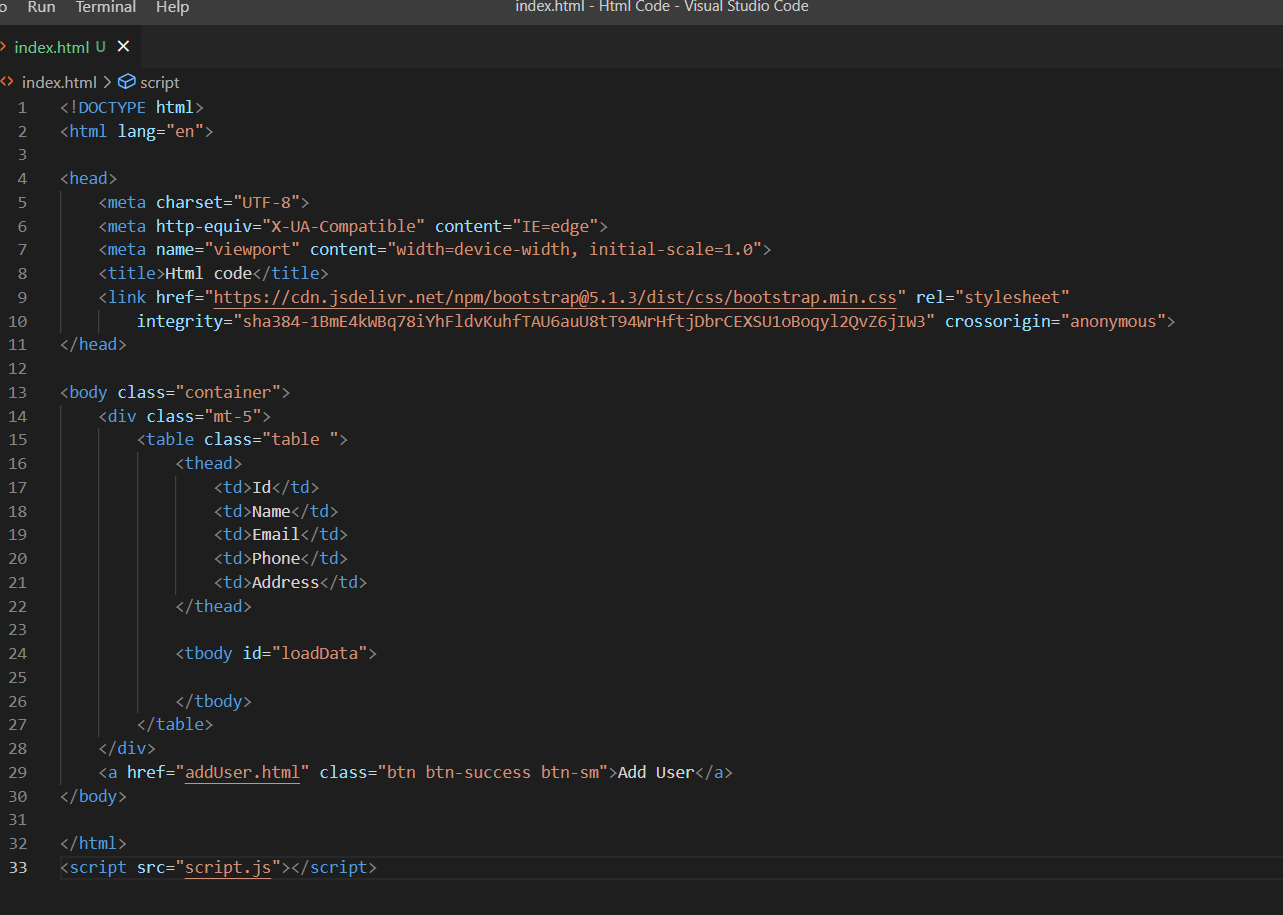 Run Terminal Help index.html - Html Code - Visual Studio Code
index.html U
index.html > script
1 <!DOCTYPE html>
2 <html lang="en">
3
4 <head>
5 <meta charset="UTF-8">
6 <meta http-equiv="X-UA-Compatible" content="IE=edge">
7 <meta name="viewport" content="width=device-width, initial-scale=1.0">
8 <title>Html code</title>
9 <link href="https://cdn.jsdelivr.net/npm/bootstrap@5.1.3/dist/css/bootstrap.min.css" rel="stylesheet"
10 integrity="sha384-1BmE4kWBq78iYhFldvKuhfTAU6auU8tT94WrHftjDbrCEXSU1oBoqyl2QvZ6jIW3" crossorigin="anonymous">
11 </head>
12
13 <body class="container">
14 <div class="mt-5">
15 <table class="table ">
16 <thead>
17 <td>Id</td>
18 <td>Name</td>
19 <td>Email</td>
20 <td>Phone</td>
21 <td>Address</td>
22 </thead>
23
24 <tbody id="loadData">
25
26 </tbody>
27 </table>
28 </div>
29 <a href="addUser.html" class="btn btn-success btn-sm">Add User</a>
30 </body>
31
32 </html>
33 <script src="script.js"></script>